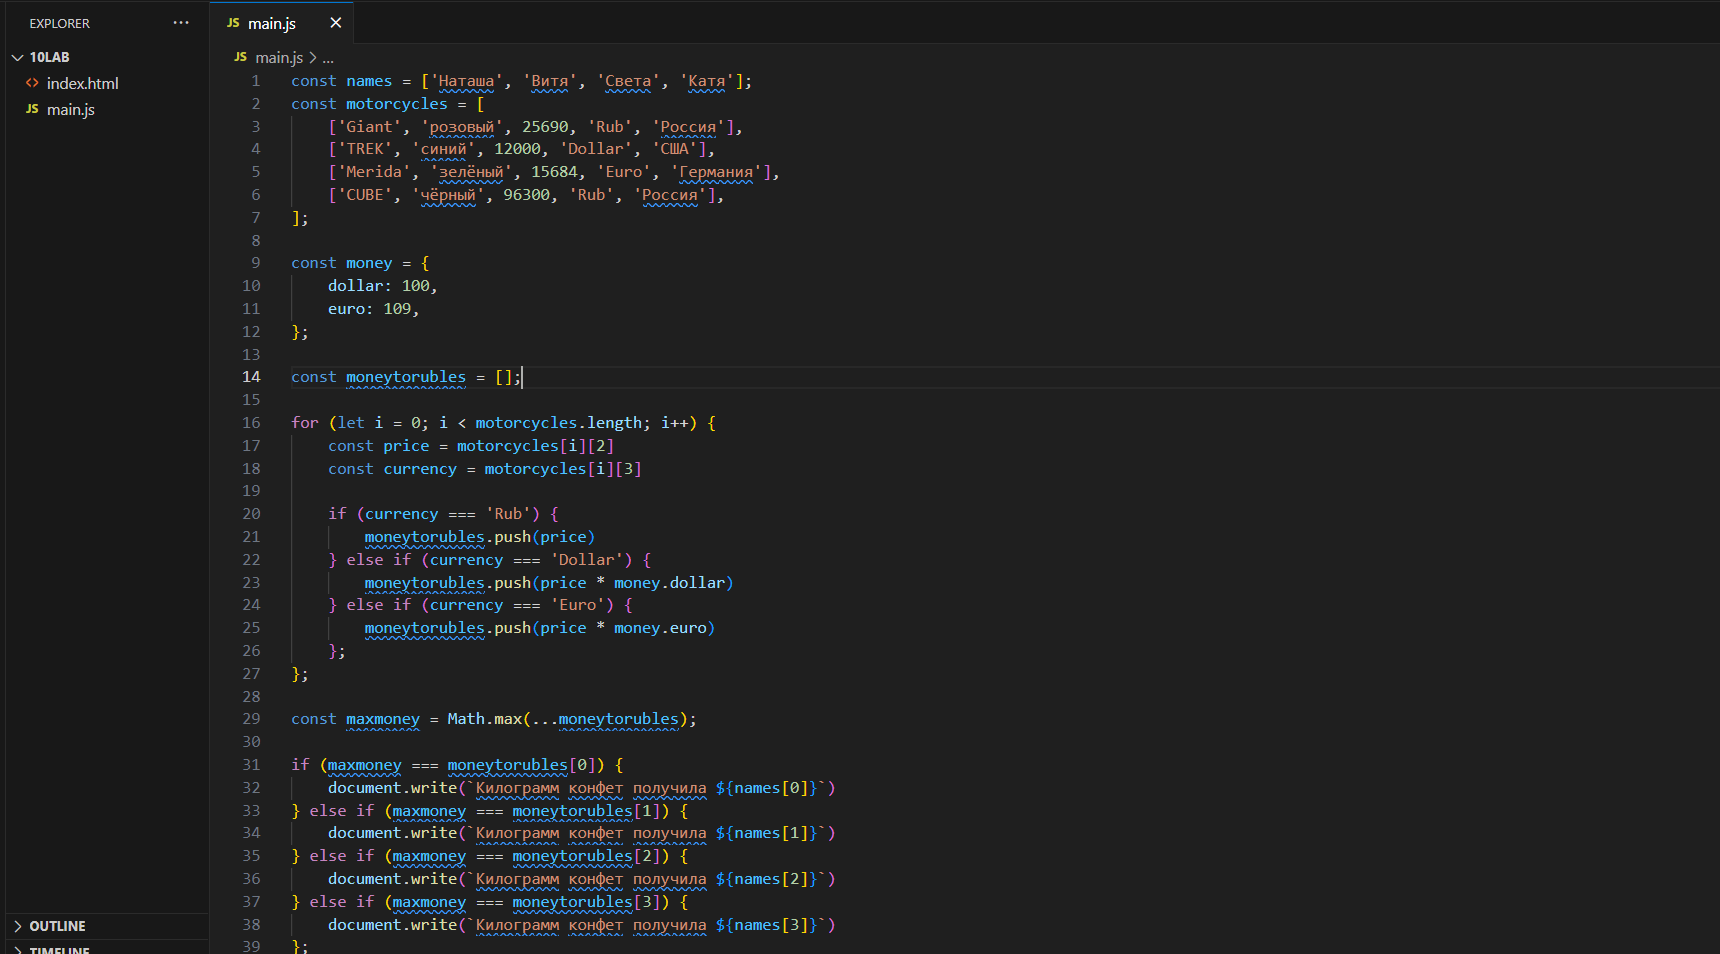 EXPLORER ···
10LAB
<> index.html
JS main.js
OUTLINE
TIMELINE
JS main.js ×
JS main.js > ...
1 const names = ['Наташа', 'Витя', 'Света', 'Катя'];
2 const motorcycles = [
3     ['Giant', 'розовый', 25690, 'Rub', 'Россия'],
4     ['TREK', 'синий', 12000, 'Dollar', 'США'],
5     ['Merida', 'зелёный', 15684, 'Euro', 'Германия'],
6     ['CUBE', 'чёрный', 96300, 'Rub', 'Россия'],
7 ];
8
9 const money = {
10     dollar: 100,
11     euro: 109,
12 };
13
14 const moneytorubles = [];
15
16 for (let i = 0; i < motorcycles.length; i++) {
17     const price = motorcycles[i][2]
18     const currency = motorcycles[i][3]
19
20     if (currency === 'Rub') {
21         moneytorubles.push(price)
22     } else if (currency === 'Dollar') {
23         moneytorubles.push(price * money.dollar)
24     } else if (currency === 'Euro') {
25         moneytorubles.push(price * money.euro)
26     };
27 };
28
29 const maxmoney = Math.max(...moneytorubles);
30
31 if (maxmoney === moneytorubles[0]) {
32     document.write(`Килограмм конфет получила ${names[0]}`)
33 } else if (maxmoney === moneytorubles[1]) {
34     document.write(`Килограмм конфет получила ${names[1]}`)
35 } else if (maxmoney === moneytorubles[2]) {
36     document.write(`Килограмм конфет получила ${names[2]}`)
37 } else if (maxmoney === moneytorubles[3]) {
38     document.write(`Килограмм конфет получила ${names[3]}`)
39 };